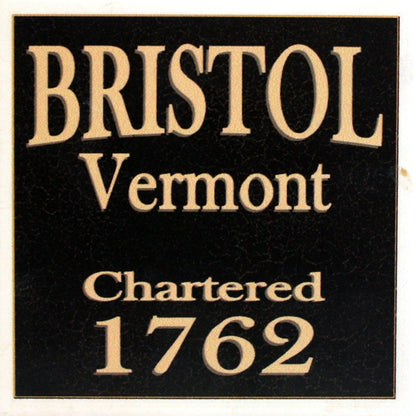 BRISTOL
Vermont
Chartered
1762